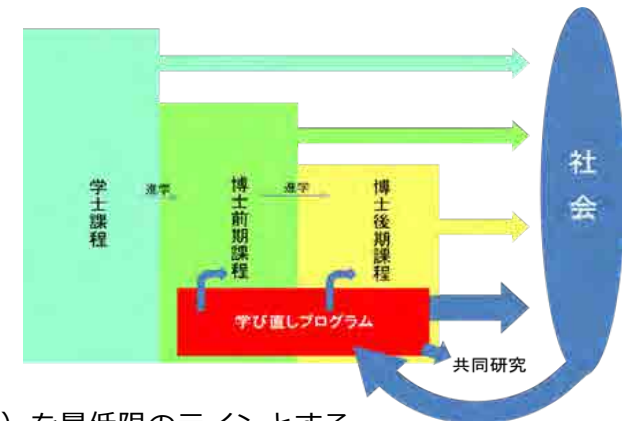 学士課程
進学
博士前期課程
進学
博士後期課程
社会
学び直しプログラム
共同研究
）を最低限のラインとする